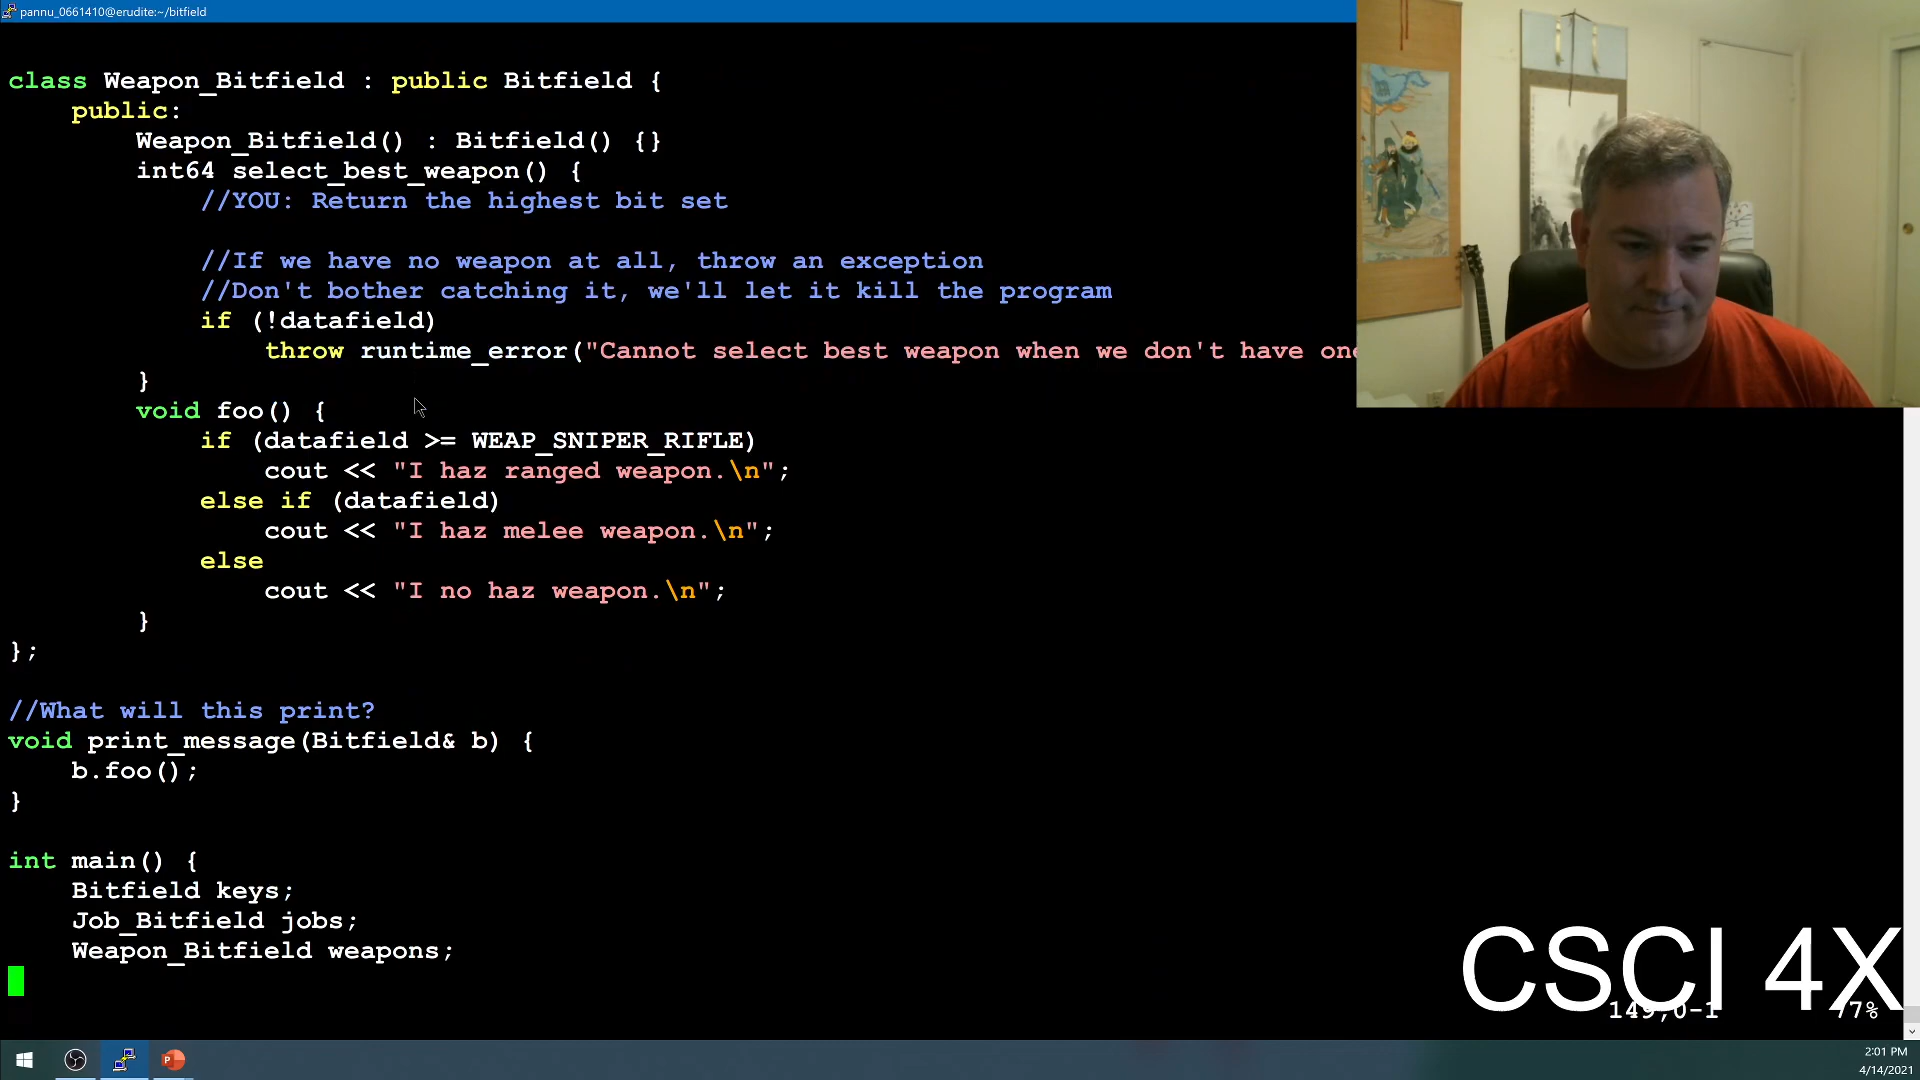 pannu_0661410@erudite:~/bitfield
class Weapon_Bitfield : public Bitfield {
    public:
        Weapon_Bitfield() : Bitfield() {}
        int64 select_best_weapon() {
            //YOU: Return the highest bit set
            //If we have no weapon at all, throw an exception
            //Don't bother catching it, we'll let it kill the program
            if (!datafield)
                throw runtime_error("Cannot select best weapon when we don't have one
        }
        void foo() {
            if (datafield >= WEAP_SNIPER_RIFLE)
                cout << "I haz ranged weapon.\n";
            else if (datafield)
                cout << "I haz melee weapon.\n";
            else
                cout << "I no haz weapon.\n";
        }
};
//What will this print?
void print_message(Bitfield& b) {
    b.foo();
}
int main() {
    Bitfield keys;
    Job_Bitfield jobs;
    Weapon_Bitfield weapons;
CSCI 4X
149,0-1 77%
2:01 PM
4/14/2021